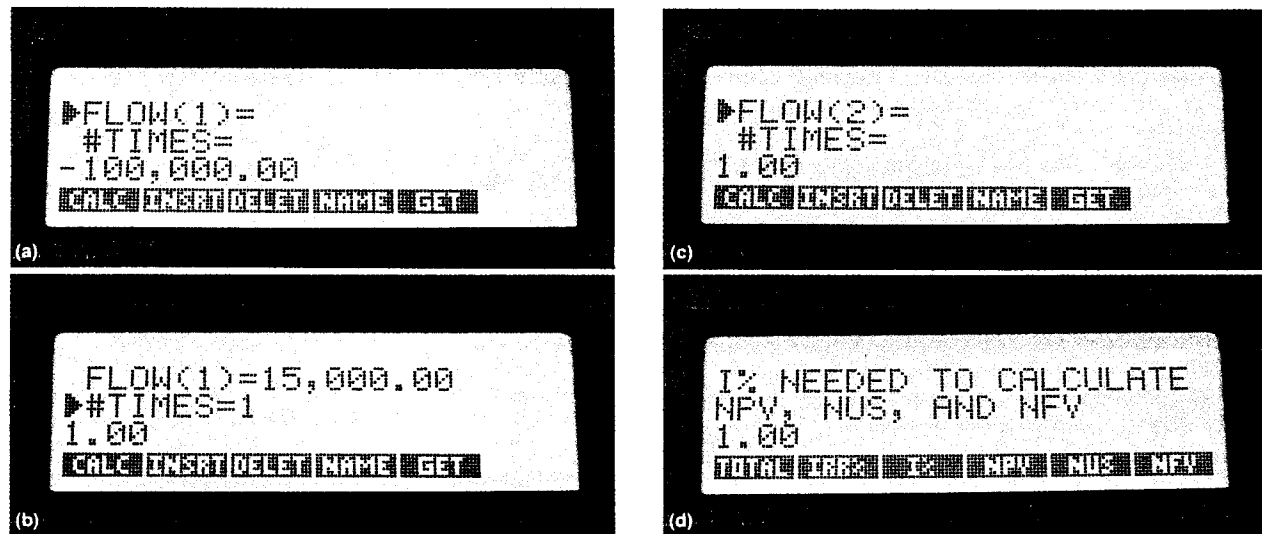 FLOW(1)=
#TIMES=
-100,000.00
CALC INSRT DELET NAME GET
(a)
FLOW(1)=15,000.00
#TIMES=1
1.00
CALC INSRT DELET NAME GET
(b)
FLOW(2)=
#TIMES=
1.00
CALC INSRT DELET NAME GET
(c)
I% NEEDED TO CALCULATE
NPV, NUS, AND NFV
1.00
TOTAL IRR% I% NPV NUS NFV
(d)